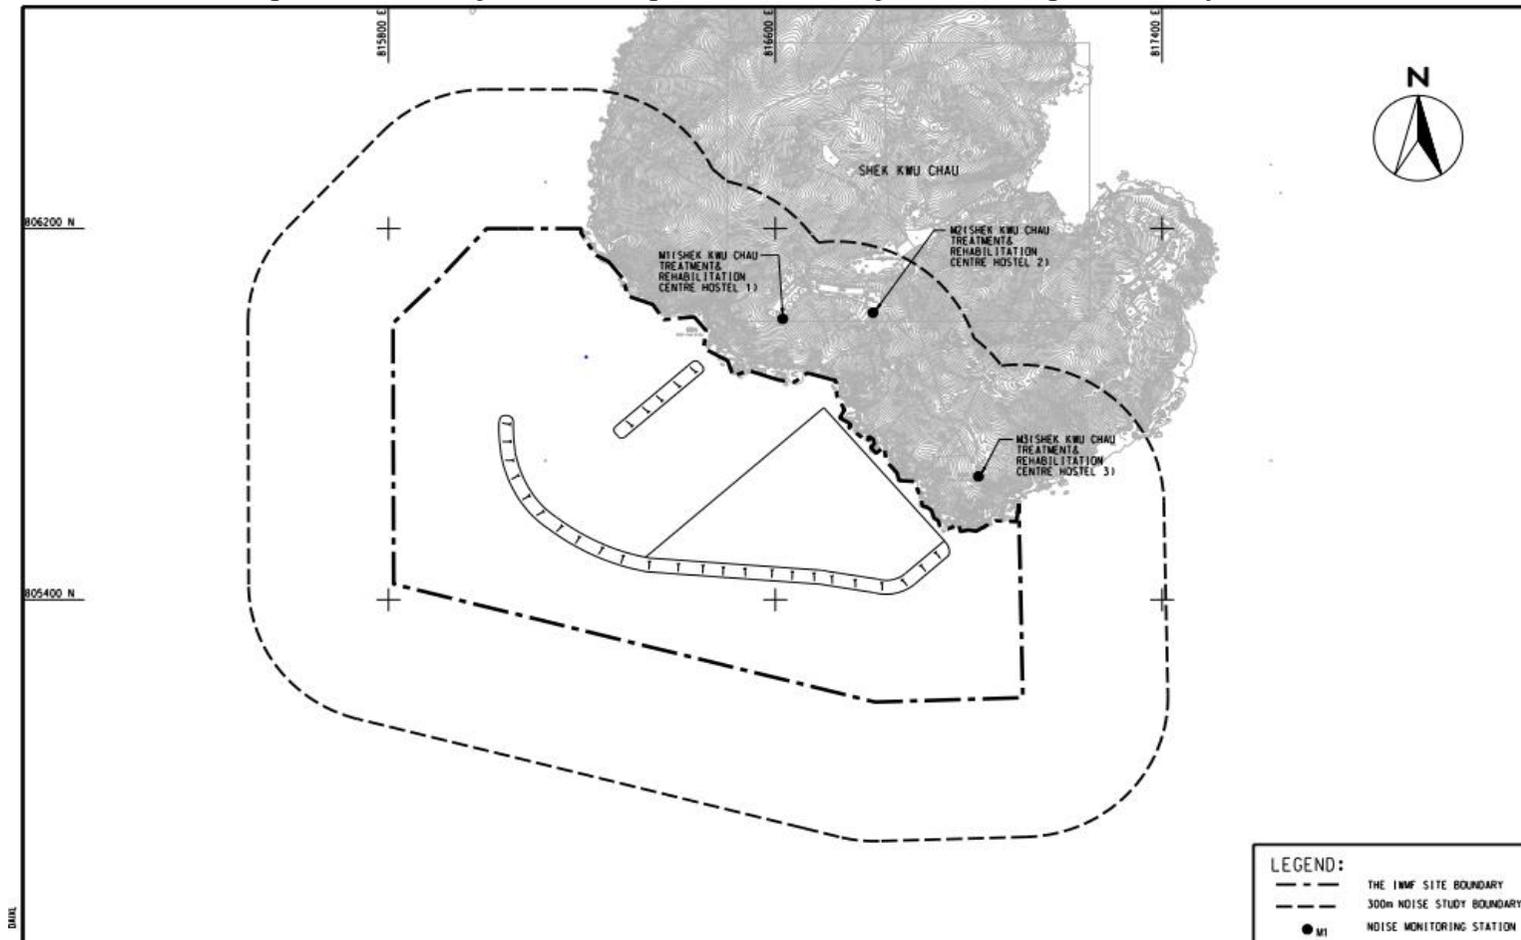 815800 E
816600 E
817400 E
N
SHEK KWU CHAU
806200 N
M2(SHEK KWU CHAU
TREATMENT&
REHABILITATION
CENTRE HOSTEL 2)
M1(SHEK KWU CHAU
TREATMENT&
REHABILITATION
CENTRE HOSTEL 1)
M3(SHEK KWU CHAU
TREATMENT&
REHABILITATION
CENTRE HOSTEL 3)
805400 N
LEGEND:
THE IWMF SITE BOUNDARY
300m NOISE STUDY BOUNDARY
M1
NOISE MONITORING STATION